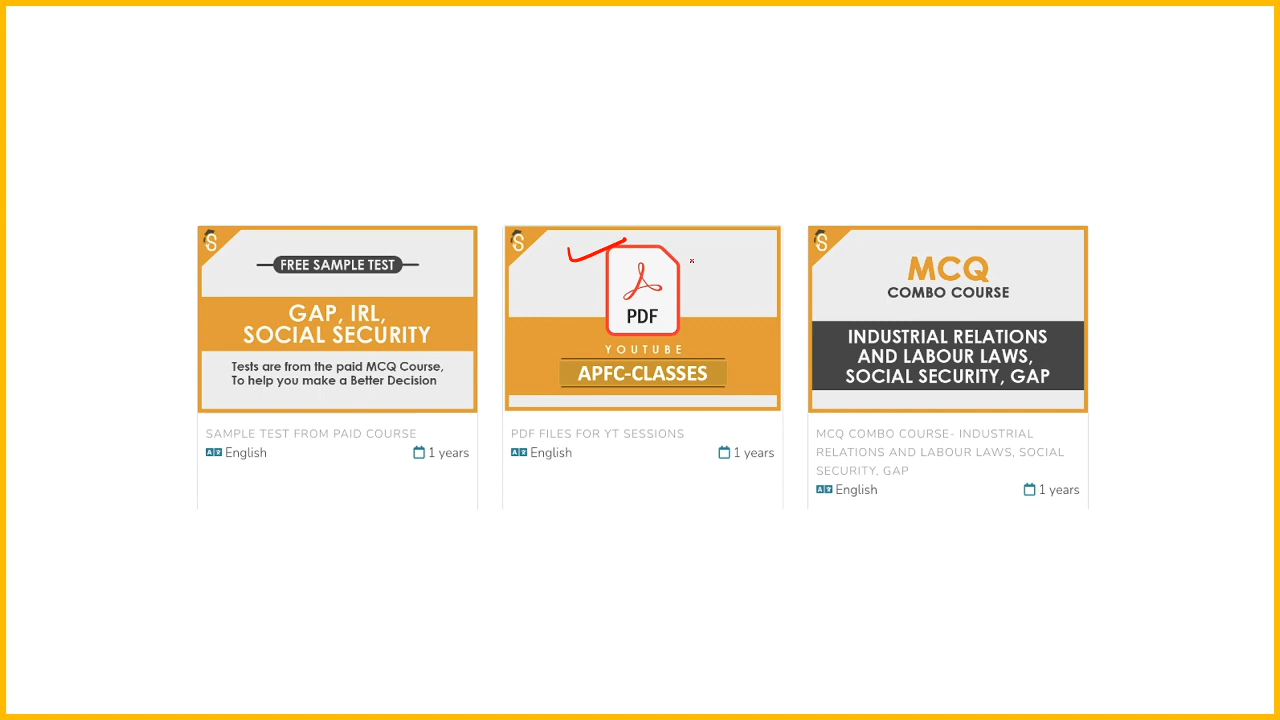 FREE SAMPLE TEST
GAP, IRL,
SOCIAL SECURITY
Tests are from the paid MCQ Course,
To help you make a Better Decision
SAMPLE TEST FROM PAID COURSE
English
1 years
PDF
YOUTUBE
APFC-CLASSES
PDF FILES FOR YT SESSIONS
English
1 years
MCQ
COMBO COURSE
INDUSTRIAL RELATIONS
AND LABOUR LAWS,
SOCIAL SECURITY, GAP
MCQ COMBO COURSE- INDUSTRIAL
RELATIONS AND LABOUR LAWS, SOCIAL
SECURITY, GAP
English
1 years